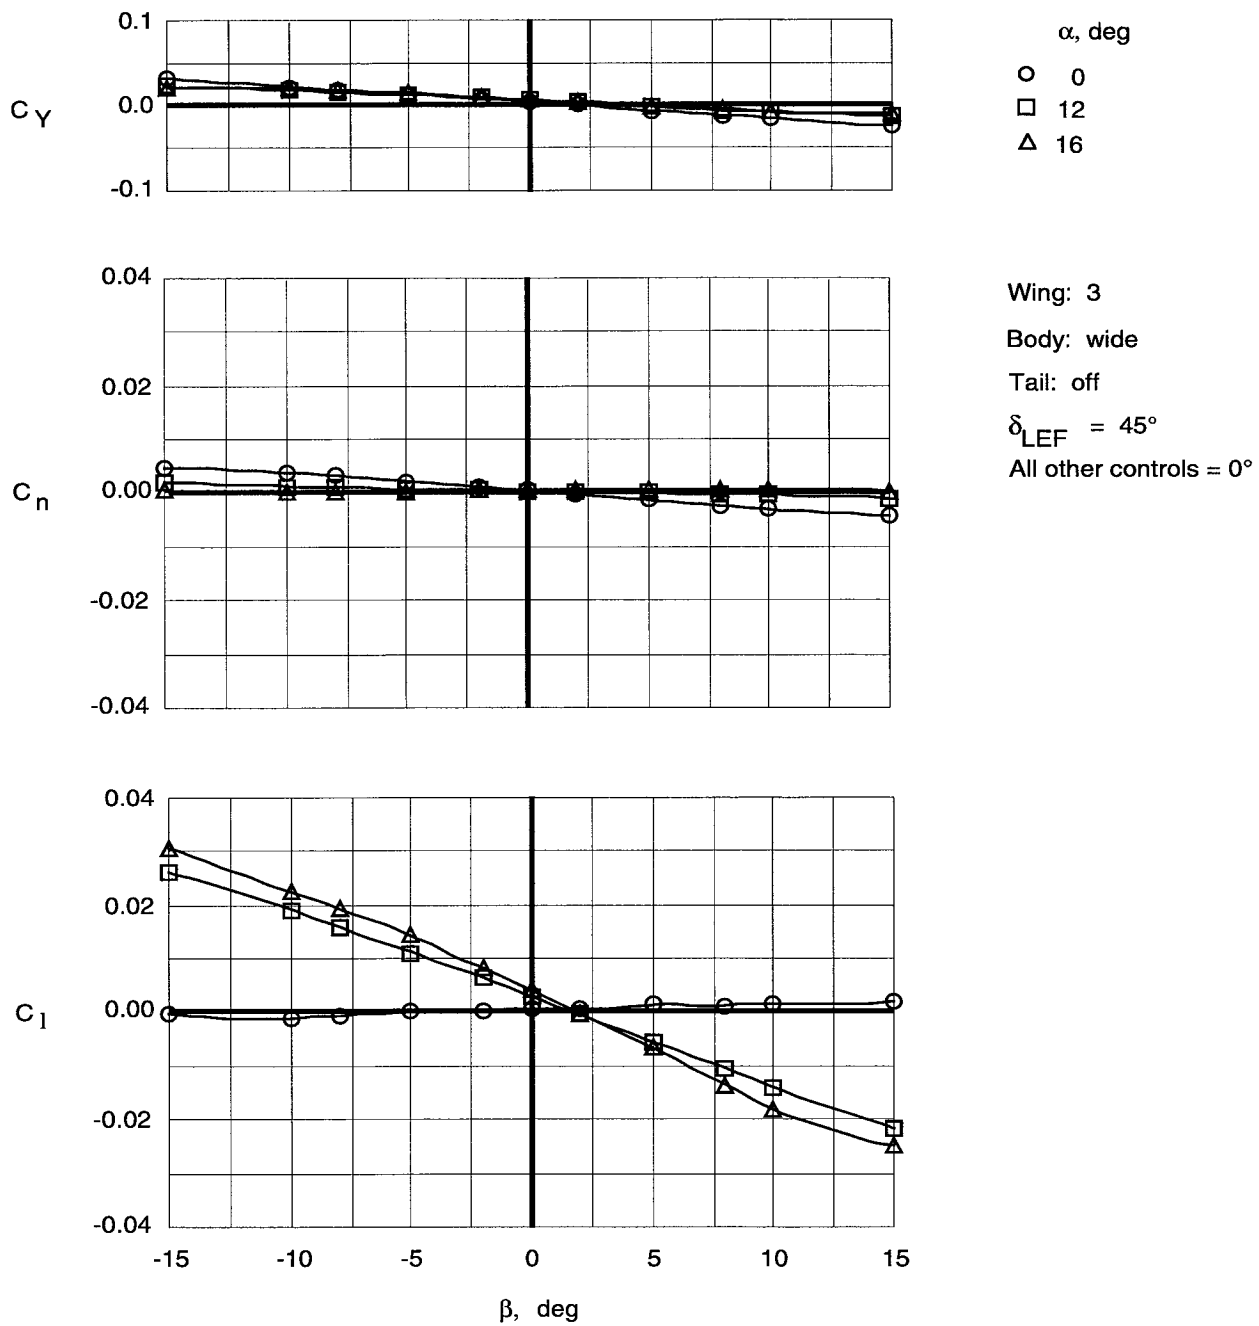 0.1
0.0
-0.1
C Y
α, deg
0
12
16
0.04
0.02
0.00
-0.02
-0.04
C n
Wing: 3
Body: wide
Tail: off
δLEF = 45°
All other controls = 0°
0.04
0.02
0.00
-0.02
-0.04
C l
-15 -10 -5 0 5 10 15
β, deg